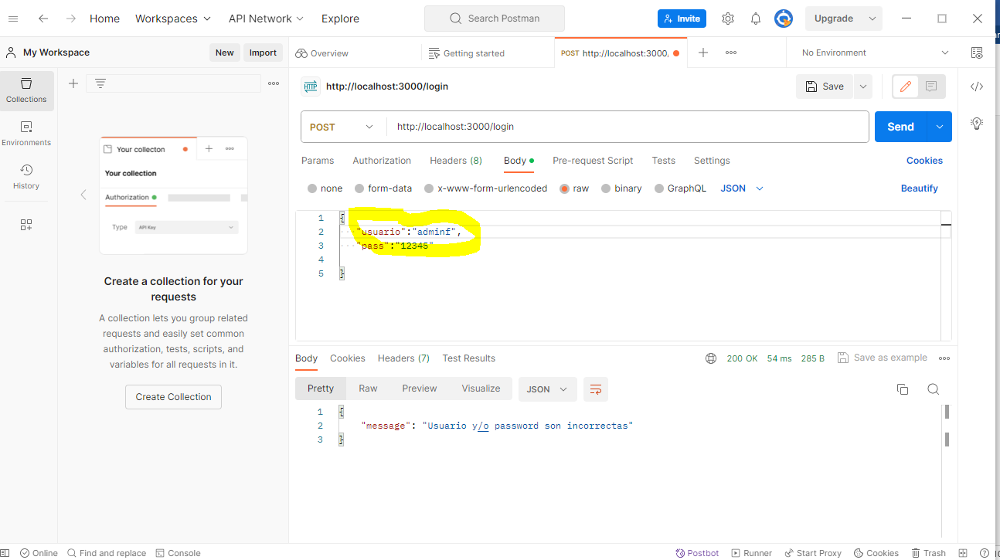 Home Workspaces API Network Explore Search Postman Invite Upgrade
My Workspace New Import Overview Getting started POST http://localhost:3000, No Environment
Collections
Environments
History
Your collecton
Your collection
Authorization
Type API Key
Create a collection for your
requests
A collection lets you group related
requests and easily set common
authorization, tests, scripts, and
variables for all requests in it.
Create Collection
HTTP http://localhost:3000/login Save
POST http://localhost:3000/login Send
Params Authorization Headers (8) Body Pre-request Script Tests Settings Cookies
none form-data x-www-form-urlencoded raw binary GraphQL JSON Beautify
1 {
2 "usuario":"adminf",
3 "pass":"12345"
4
5 }
Body Cookies Headers (7) Test Results 200 OK 54 ms 285 B Save as example
Pretty Raw Preview Visualize JSON
1 {
2 "message": "Usuario y/o password son incorrectas"
3 }
Online Find and replace Console Postbot Runner Start Proxy Cookies Trash